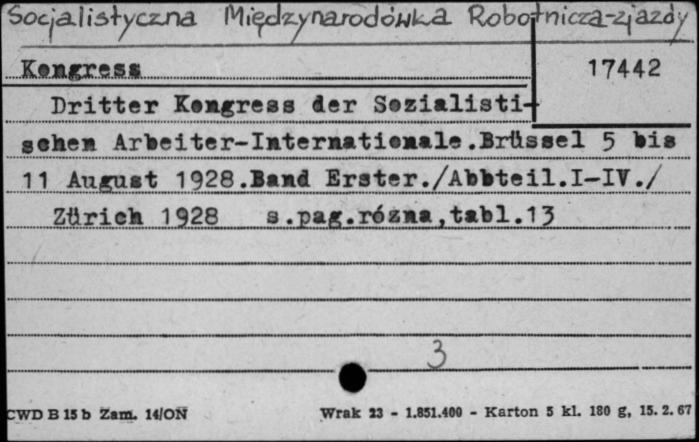 Socjalistyczna Międzynarodówka Robotnicza-zjazdy
Kongress 17442
Dritter Kongress der Sozialisti-
schen Arbeiter-Internationale.Brüssel 5 bis
11 August 1928.Band Erster./Abbteil.I-IV./
Zürich 1928 s.pag.różna,tabl.13
3
CWD B 15 b Zam. 14/ON Wrak 23 - 1.851.400 - Karton 5 kl. 180 g, 15. 2. 67